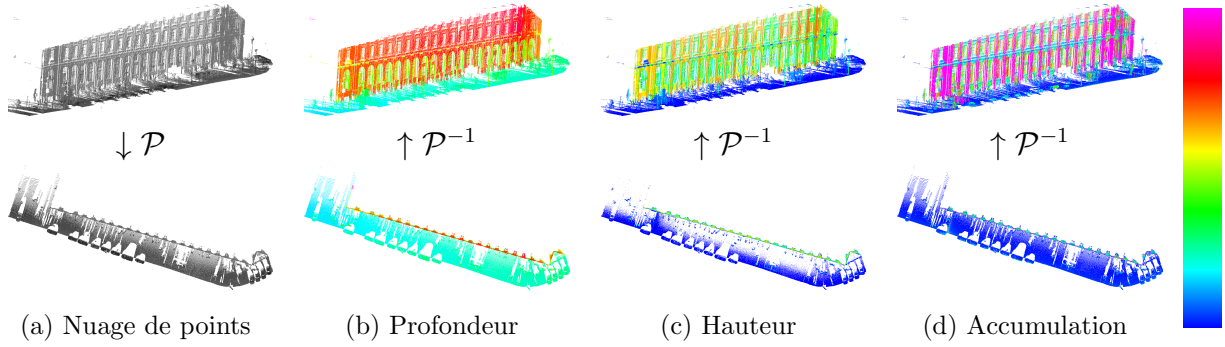 ↓ P
↑ P⁻¹
↑ P⁻¹
↑ P⁻¹
(a) Nuage de points
(b) Profondeur
(c) Hauteur
(d) Accumulation